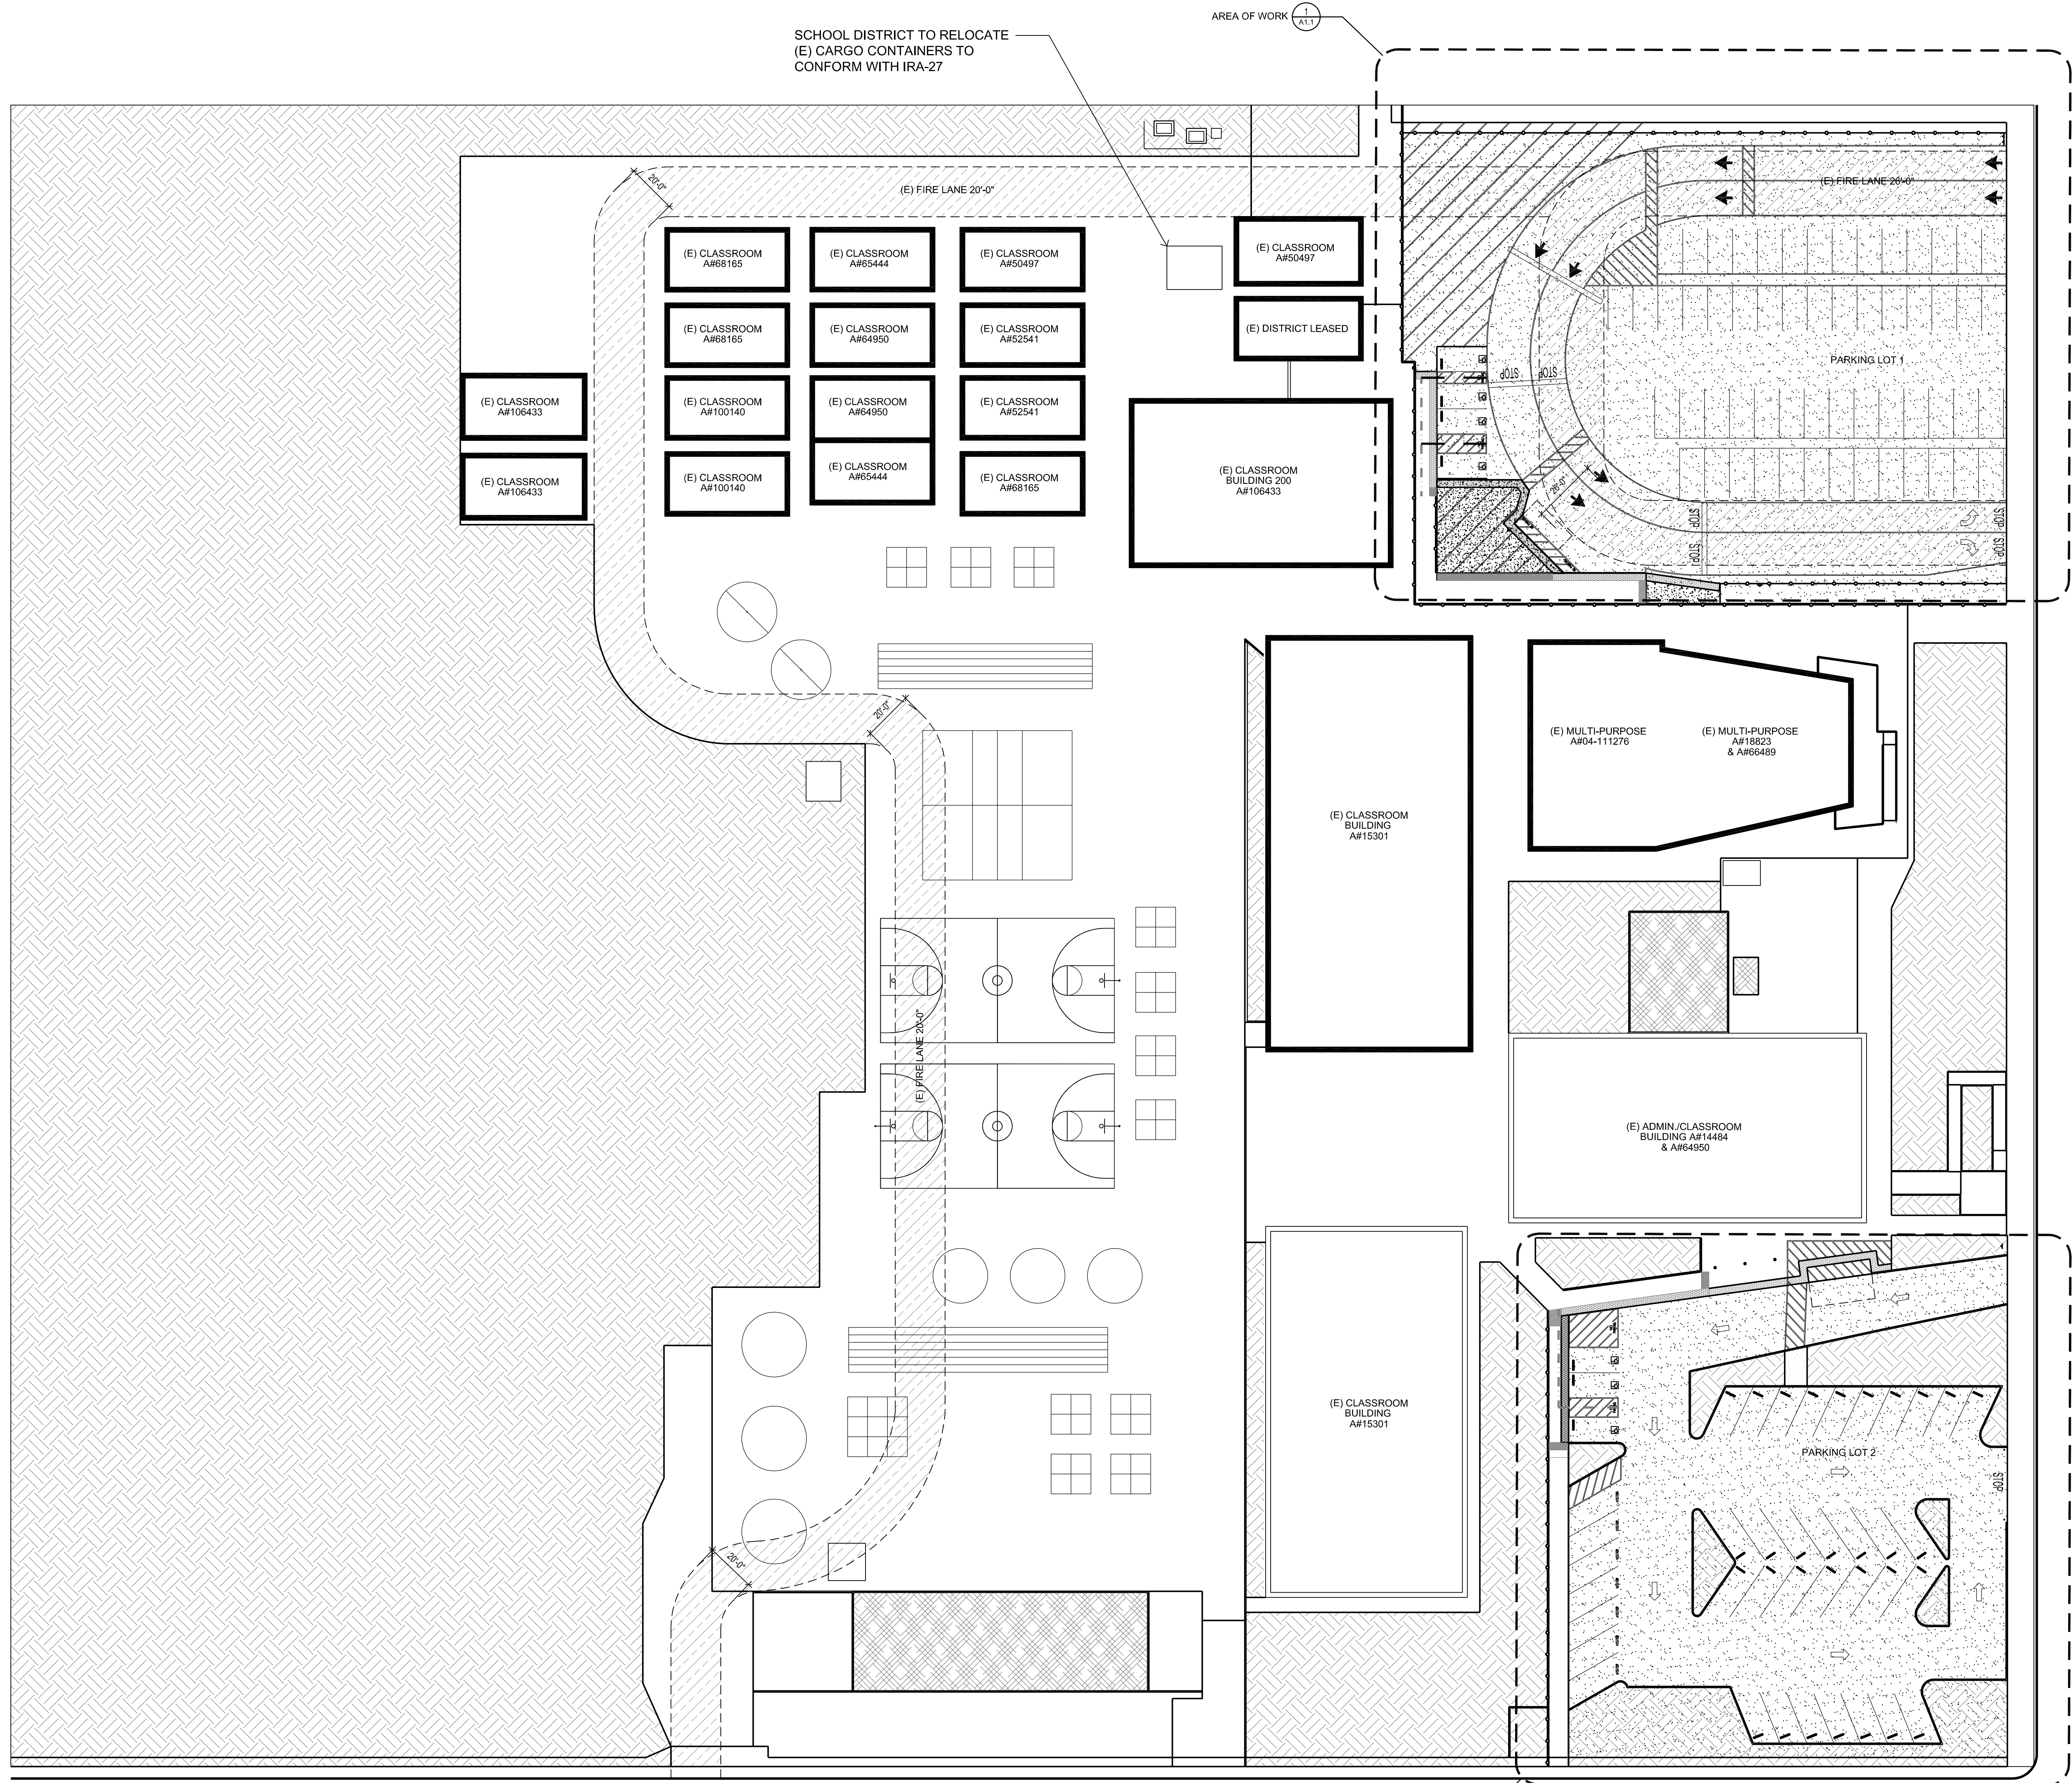 AREA OF WORK
1
A1.1
SCHOOL DISTRICT TO RELOCATE
(E) CARGO CONTAINERS TO
CONFORM WITH IRA-27
20'-0"
(E) FIRE LANE 20'-0"
(E) FIRE LANE 26'-0"
(E) CLASSROOM
A#68165
(E) CLASSROOM
A#65444
(E) CLASSROOM
A#50497
(E) CLASSROOM
A#50497
(E) CLASSROOM
A#68165
(E) CLASSROOM
A#64950
(E) CLASSROOM
A#52541
(E) DISTRICT LEASED
PARKING LOT 1
STOP
STOP
(E) CLASSROOM
A#106433
(E) CLASSROOM
A#100140
(E) CLASSROOM
A#64950
(E) CLASSROOM
A#52541
(E) CLASSROOM
A#106433
(E) CLASSROOM
A#100140
(E) CLASSROOM
A#65444
(E) CLASSROOM
A#68165
(E) CLASSROOM
BUILDING 200
A#106433
26'-0"
STOP
STOP
STOP
STOP
20'-0"
(E) MULTI-PURPOSE
A#04-111276
(E) MULTI-PURPOSE
A#18823
& A#66489
(E) CLASSROOM
BUILDING
A#15301
(E) FIRE LANE 20'-0"
(E) ADMIN./CLASSROOM
BUILDING A#14484
& A#64950
(E) CLASSROOM
BUILDING
A#15301
PARKING LOT 2
STOP
20'-0"